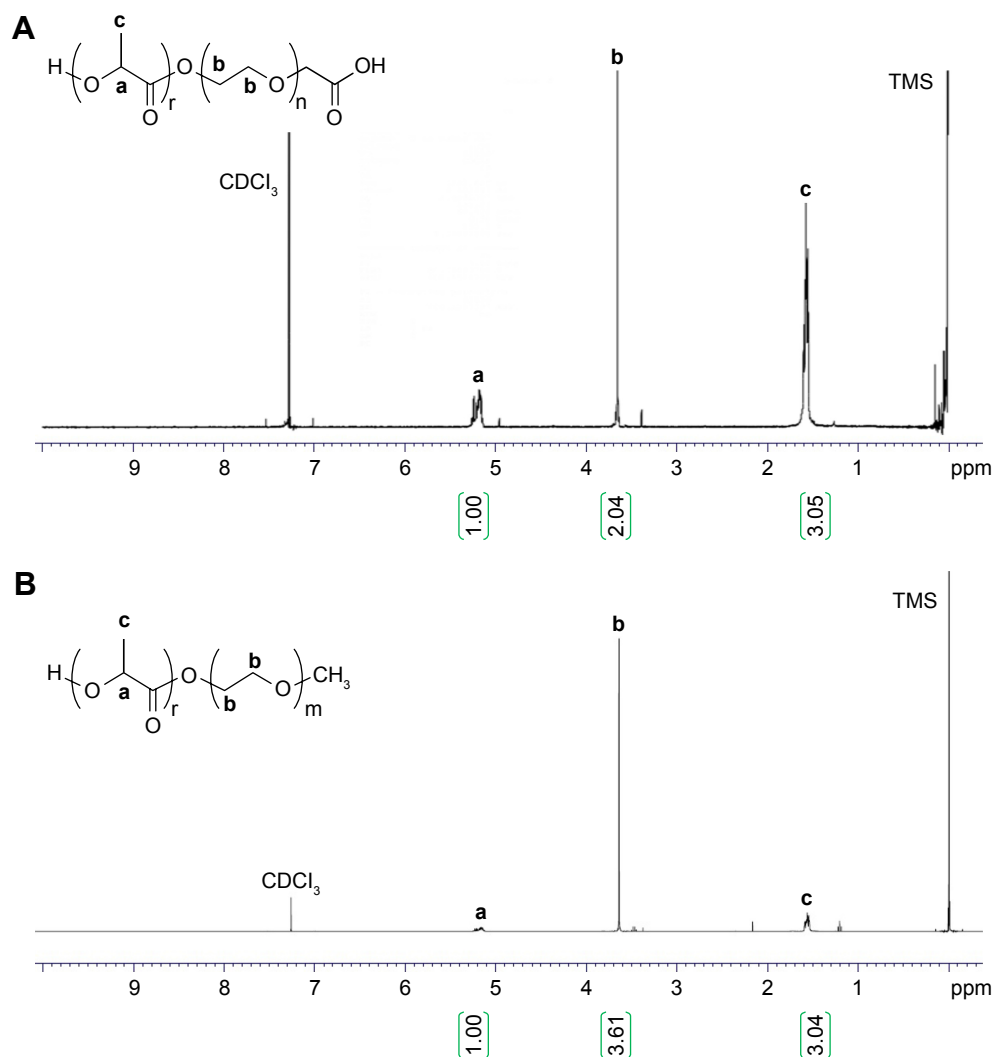 A
c
H O a O r O b b O n O OH
b
TMS
CDCl3
c
a
9 8 7 6 5 4 3 2 1 ppm
1.00 2.04 3.05
B
c
H O a O r O b b O m CH3
b
TMS
CDCl3
a
c
9 8 7 6 5 4 3 2 1 ppm
1.00 3.61 3.04